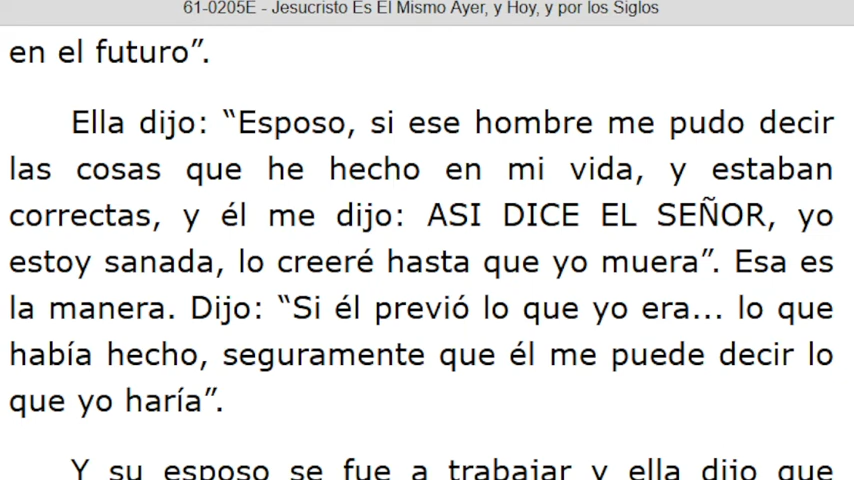 61-0205E - Jesucristo Es El Mismo Ayer, y Hoy, y por los Siglos
en el futuro”.
Ella dijo: “Esposo, si ese hombre me pudo decir
las cosas que he hecho en mi vida, y estaban
correctas, y él me dijo: ASI DICE EL SEÑOR, yo
estoy sanada, lo creeré hasta que yo muera”. Esa es
la manera. Dijo: “Si él previó lo que yo era... lo que
había hecho, seguramente que él me puede decir lo
que yo haría”.
Y su esposo se fue a trabajar y ella dijo que